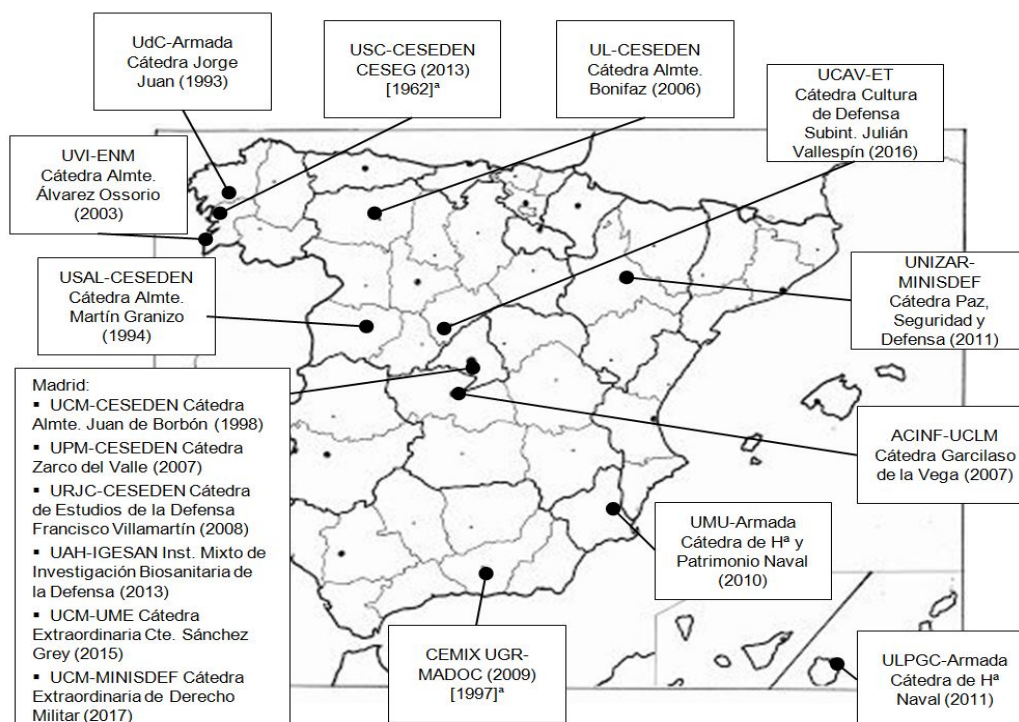 UdC-Armada
Cátedra Jorge
Juan (1993)
USC-CESEDEN
CESEG (2013)
[1962]ª
UL-CESEDEN
Cátedra Almte.
Bonifaz (2006)
UCAV-ET
Cátedra Cultura
de Defensa
Subint. Julián
Vallespín (2016)
UVI-ENM
Cátedra Almte.
Álvarez Ossorio
(2003)
USAL-CESEDEN
Cátedra Almte.
Martín Granizo
(1994)
UNIZAR-
MINISDEF
Cátedra Paz,
Seguridad y
Defensa (2011)
Madrid:
▪ UCM-CESEDEN Cátedra
Almte. Juan de Borbón (1998)
▪ UPM-CESEDEN Cátedra
Zarco del Valle (2007)
▪ URJC-CESEDEN Cátedra
de Estudios de la Defensa
Francisco Villamartín (2008)
▪ UAH-IGESAN Inst. Mixto de
Investigación Biosanitaria de
la Defensa (2013)
▪ UCM-UME Cátedra
Extraordinaria Cte. Sánchez
Grey (2015)
▪ UCM-MINISDEF Cátedra
Extraordinaria de Derecho
Militar (2017)
ACINF-UCLM
Cátedra Garcilaso
de la Vega (2007)
UMU-Armada
Cátedra de Hª y
Patrimonio Naval
(2010)
CEMIX UGR-
MADOC (2009)
[1997]ª
ULPGC-Armada
Cátedra de Hª
Naval (2011)